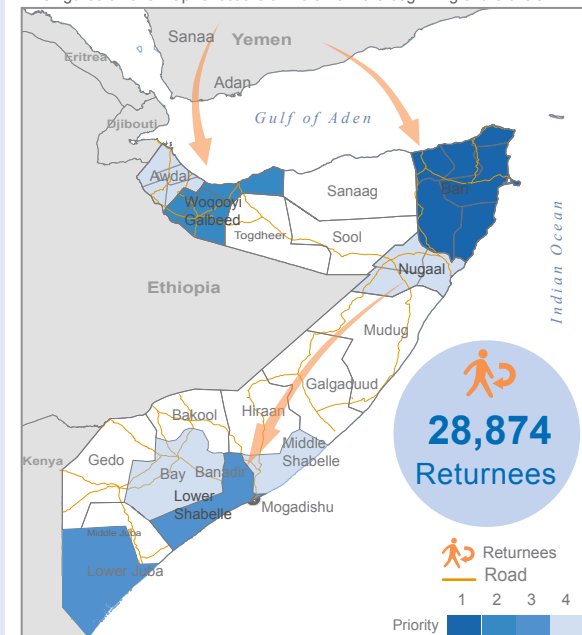 Sanaa
Yemen
Eritrea
Adan
Gulf of Aden
Djibouti
Awdal
Bari
Sanaag
Woqooyi
Galbeed
Togdheer
Sool
Nugaal
Indian Ocean
Ethiopia
Mudug
Galgaduud
Hiraan
Bakool
28,874
Returnees
Middle
Shabelle
Kenya
Gedo
Bay
Banadir
Lower
Shabelle
Mogadishu
Middle Juba
Lower Juba
Returnees
Road
1 2 3 4
Priority